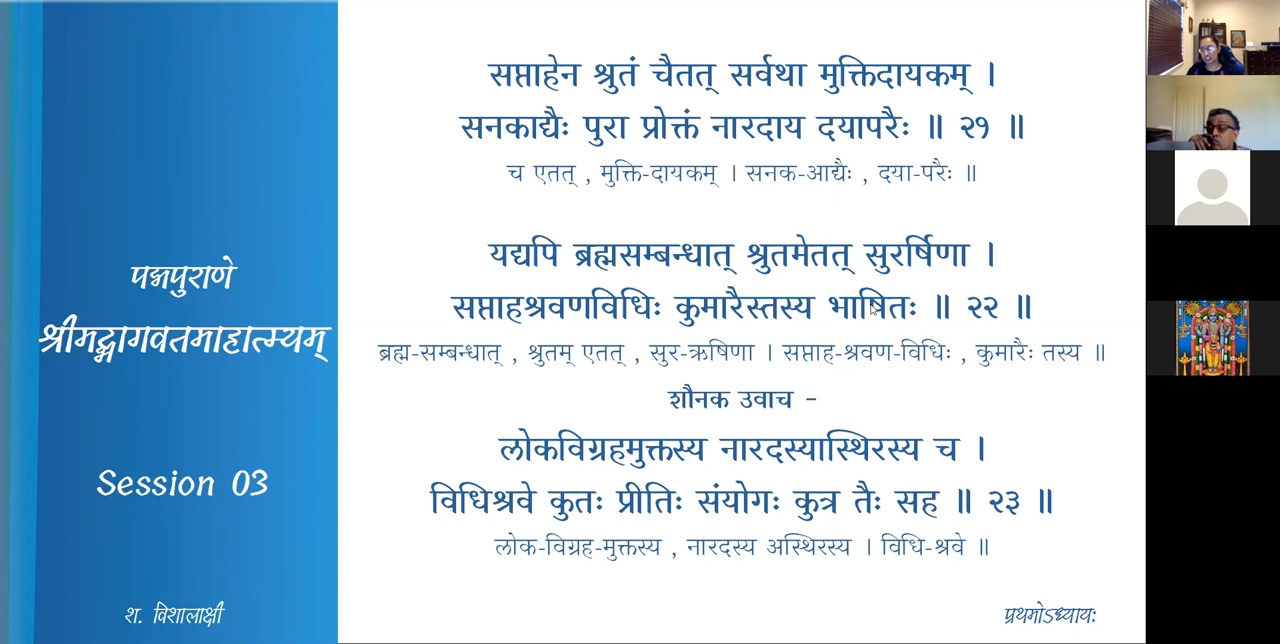 पद्मपुराणे
श्रीमद्भागवतमाहात्म्यम्
Session 03
श. विशालाक्षी
सप्ताहेन श्रुतं चैतत् सर्वथा मुक्तिदायकम् ।
सनकाद्यैः पुरा प्रोक्तं नारदाय दयापरैः ॥ २१ ॥
च एतत् , मुक्ति-दायकम् । सनक-आद्यैः , दया-परैः ॥
यद्यपि ब्रह्मसम्बन्धात् श्रुतमेतत् सुरर्षिणा ।
सप्ताहश्रवणविधिः कुमारैस्तस्य भाषितः ॥ २२ ॥
ब्रह्म-सम्बन्धात् , श्रुतम् एतत् , सुर-ऋषिणा । सप्ताह-श्रवण-विधिः , कुमारैः तस्य ॥
शौनक उवाच -
लोकविग्रहमुक्तस्य नारदस्यास्थिरस्य च ।
विधिश्रवे कुतः प्रीतिः संयोगः कुत्र तैः सह ॥ २३ ॥
लोक-विग्रह-मुक्तस्य , नारदस्य अस्थिरस्य । विधि-श्रवे ॥
प्रथमोऽध्यायः